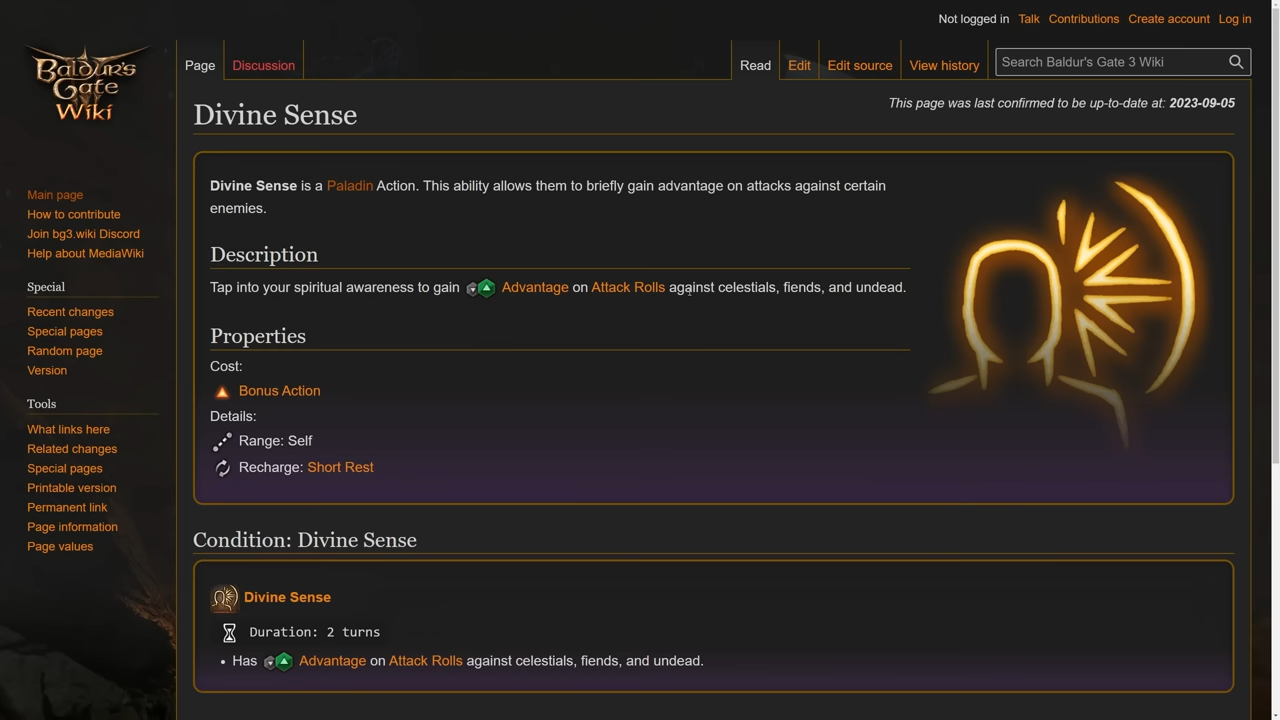 Not logged in Talk Contributions Create account Log in
Baldur's
Gate
Wiki
Page Discussion Read Edit Edit source View history Search Baldur's Gate 3 Wiki
Divine Sense
This page was last confirmed to be up-to-date at: 2023-09-05
Main page
How to contribute
Join bg3.wiki Discord
Help about MediaWiki
Special
Recent changes
Special pages
Random page
Version
Tools
What links here
Related changes
Special pages
Printable version
Permanent link
Page information
Page values
Divine Sense is a Paladin Action. This ability allows them to briefly gain advantage on attacks against certain
enemies.
Description
Tap into your spiritual awareness to gain Advantage on Attack Rolls against celestials, fiends, and undead.
Properties
Cost:
Bonus Action
Details:
Range: Self
Recharge: Short Rest
Condition: Divine Sense
Divine Sense
Duration: 2 turns
• Has Advantage on Attack Rolls against celestials, fiends, and undead.